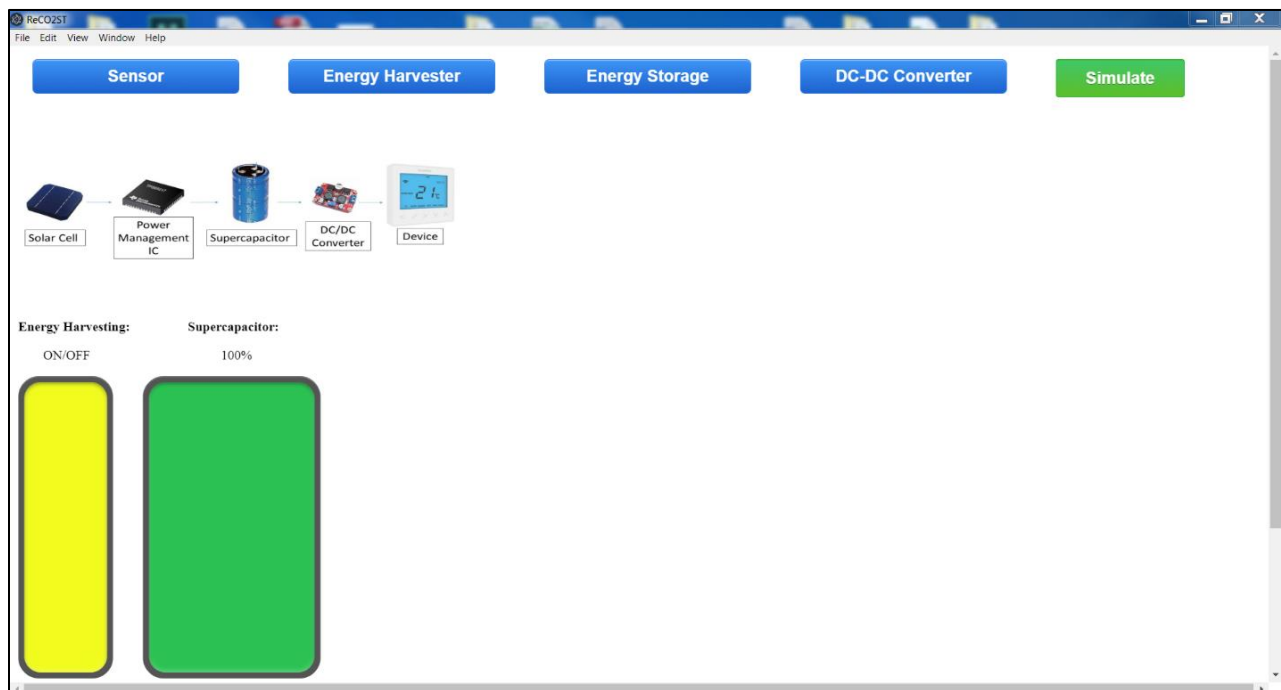 ReCO2ST
File Edit View Window Help
Sensor
Energy Harvester
Energy Storage
DC-DC Converter
Simulate
21
Solar Cell
Power
Management
IC
Supercapacitor
DC/DC
Converter
Device
Energy Harvesting:
Supercapacitor:
ON/OFF
100%